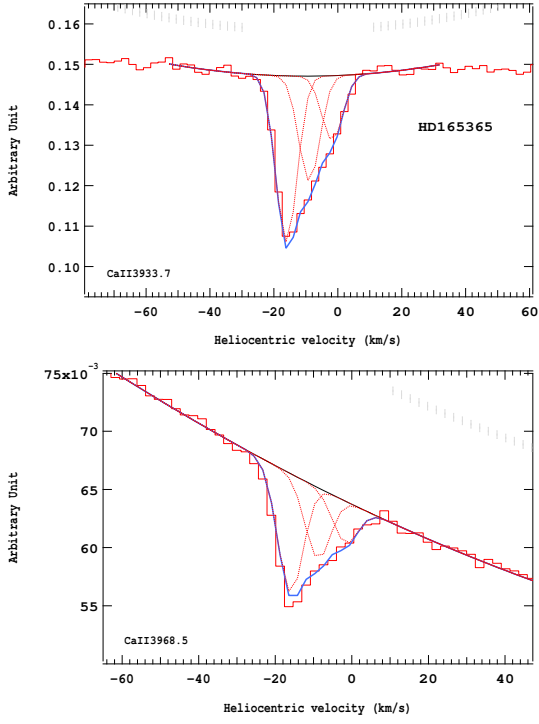 0.16
0.15
0.14
0.13
0.12
0.11
0.10
Arbitrary Unit
HD165365
CaII3933.7
-60 -40 -20 0 20 40 60
Heliocentric velocity (km/s)
75x10-3
70
65
60
55
Arbitrary Unit
CaII3968.5
-60 -40 -20 0 20 40
Heliocentric velocity (km/s)